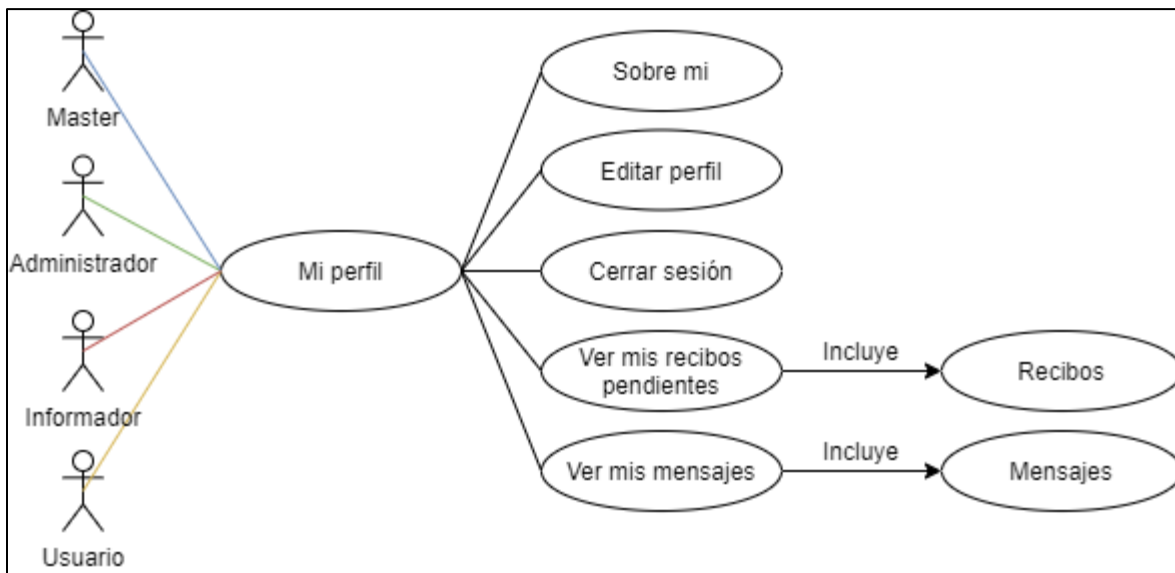 Master
Administrador
Informador
Usuario
Mi perfil
Sobre mi
Editar perfil
Cerrar sesión
Ver mis recibos
pendientes
Incluye
Recibos
Ver mis mensajes
Incluye
Mensajes